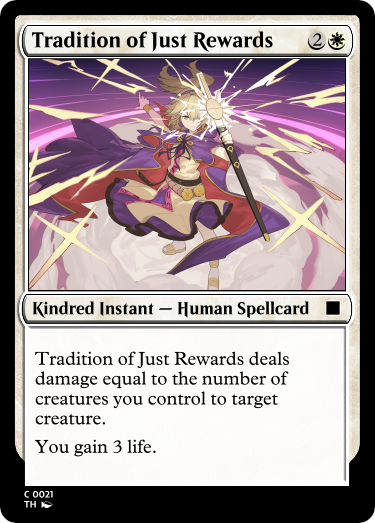 Tradition of Just Rewards 2
Kindred Instant — Human Spellcard
Tradition of Just Rewards deals
damage equal to the number of
creatures you control to target
creature.
You gain 3 life.
C 0021
TH